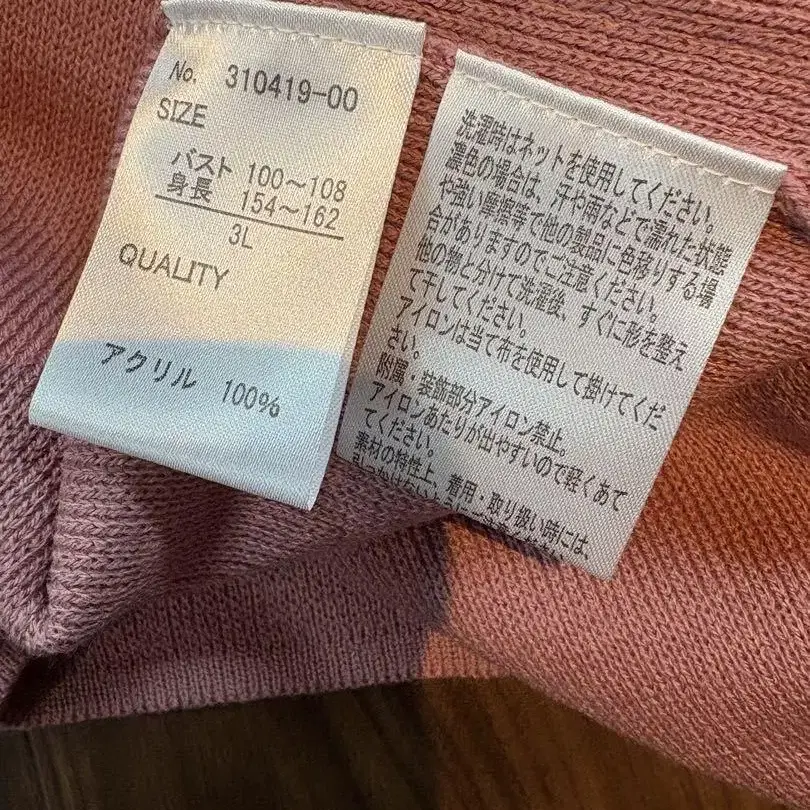 No. 310419-00
SIZE
バスト 100～108
身長 154～162
3L
QUALITY
アクリル 100%
洗濯時はネットを使用してください。
濃色の場合は、汗や雨などで濡れた状態
や強い摩擦等で他の製品に色移りする場
合がありますのでご注意ください。
他の物と分けて洗濯後、すぐに形を整え
て干してください。
アイロンは当て布を使用して掛けてくだ
さい。
附属・装飾部分アイロン禁止。
アイロンあたりが出やすいので軽くあて
てください。
素材の特性上、着用・取り扱い時には、
引っかけないよう